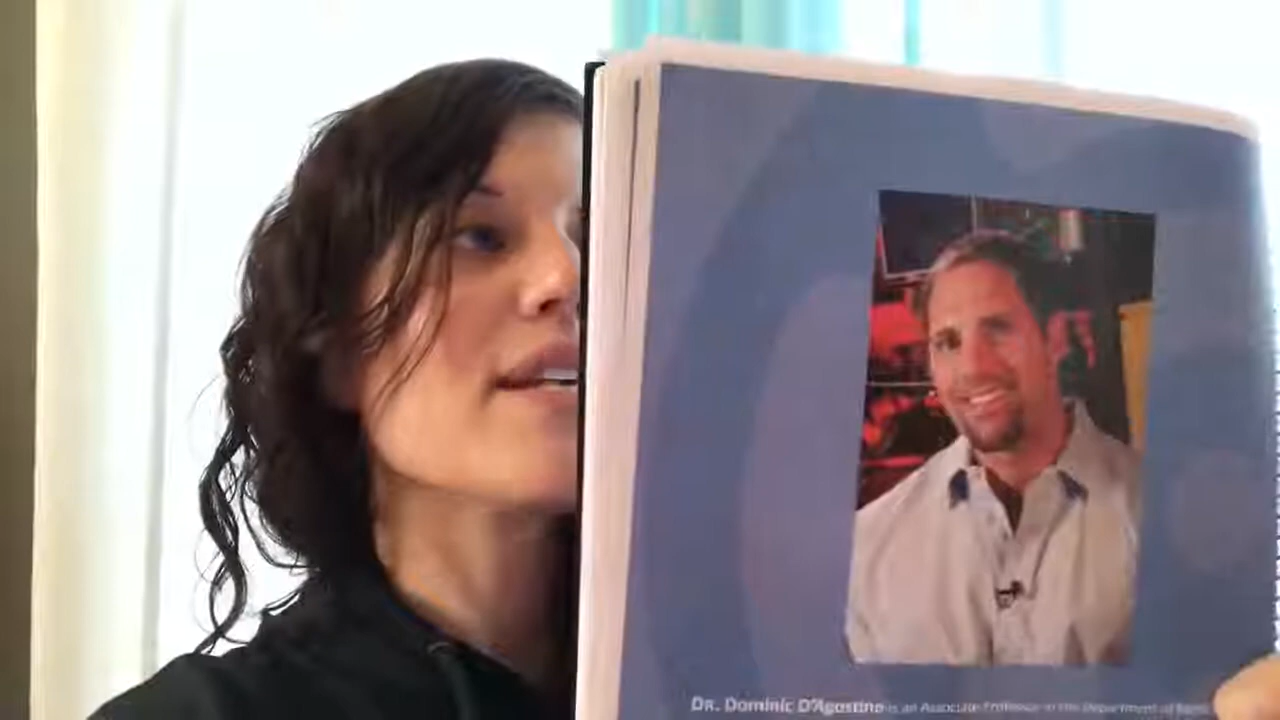 Dr. Dominic D'Agostino is an Associate Professor in the Department of